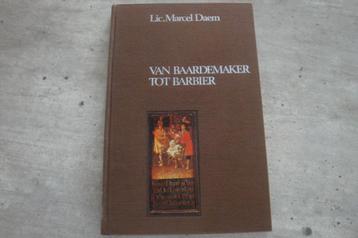 Lic. Marcel Daem
VAN BAARDEMAKER
TOT BARBIER